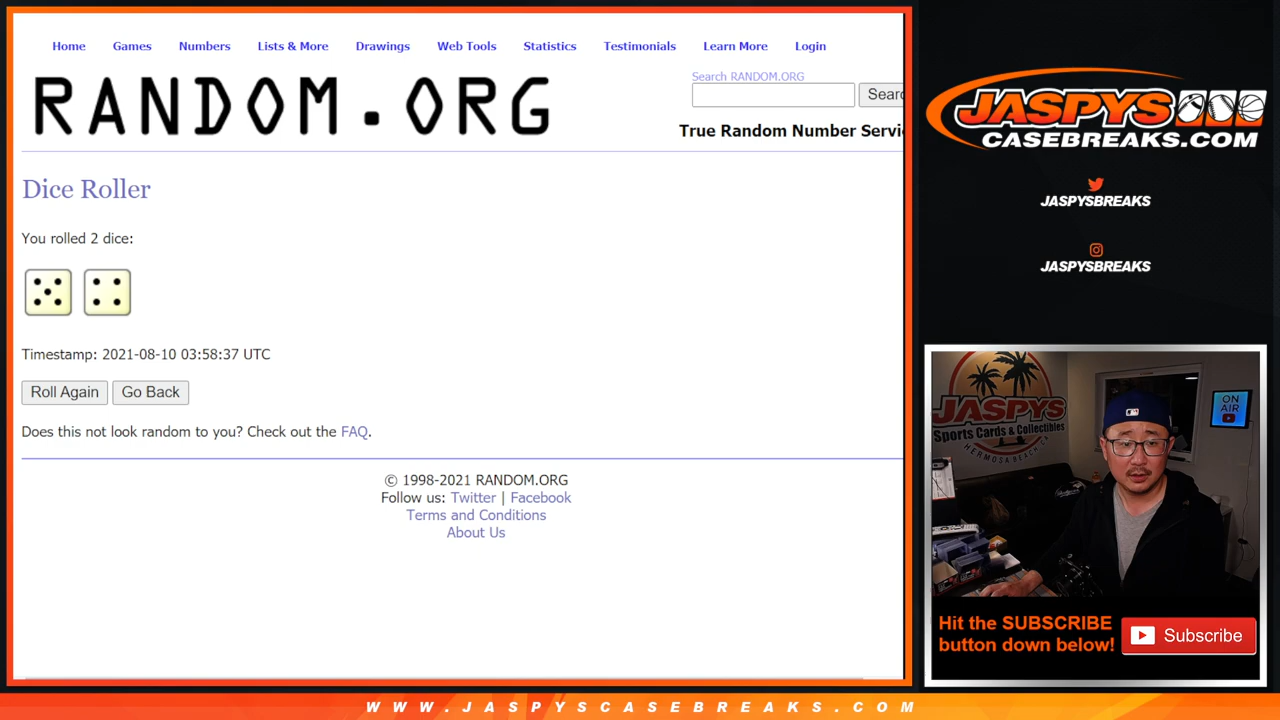 Home Games Numbers Lists & More Drawings Web Tools Statistics Testimonials Learn More Login
Search RANDOM.ORG
RANDOM.ORG
Searc
True Random Number Servi
Dice Roller
You rolled 2 dice:
Timestamp: 2021-08-10 03:58:37 UTC
Roll Again Go Back
Does this not look random to you? Check out the FAQ.
© 1998-2021 RANDOM.ORG
Follow us: Twitter | Facebook
Terms and Conditions
About Us
JASPYS
CASEBREAKS.COM
JASPYSBREAKS
JASPYSBREAKS
JASPYS
Sports Cards & Collectibles
HERMOSA BEACH, CA
ON
AIR
Hit the SUBSCRIBE
button down below!
Subscribe
WWW.JASPYSCASEBREAKS.COM